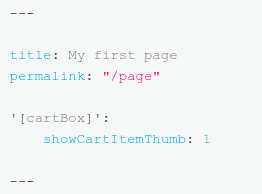 ---
title: My first page
permalink: "/page"
'[cartBox]':
    showCartItemThumb: 1
---